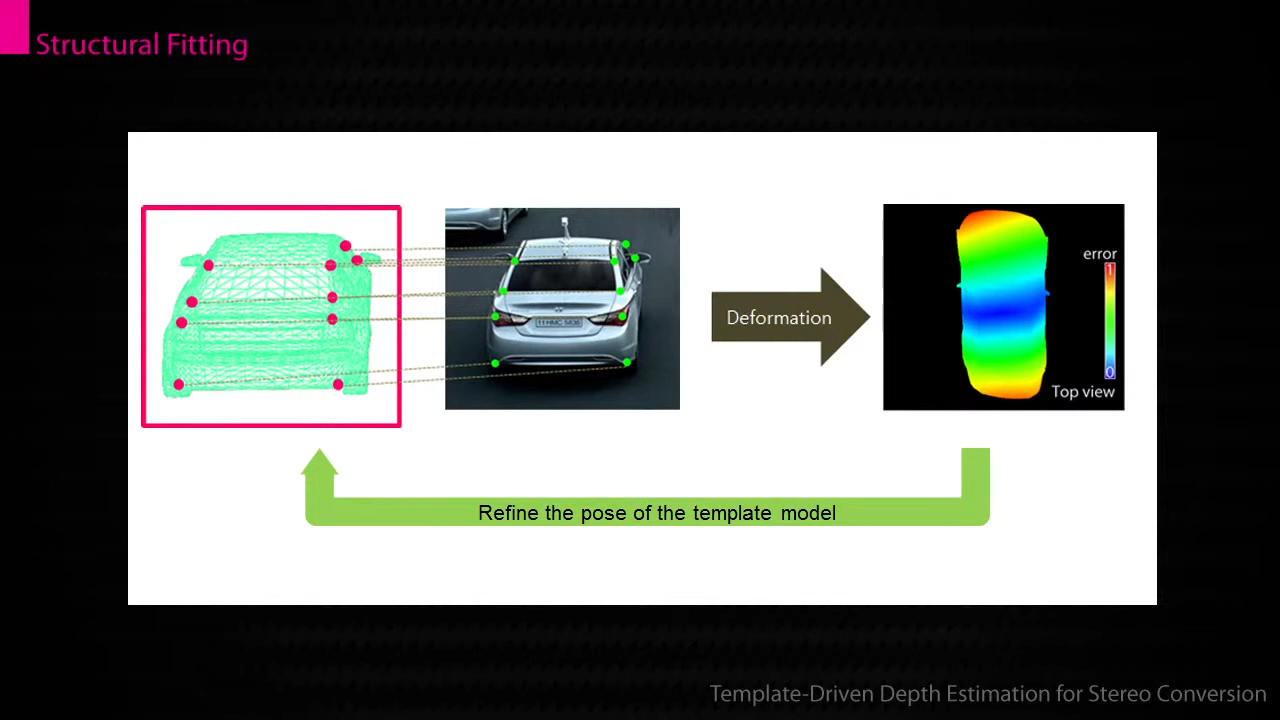 Structural Fitting
Deformation
error
1
0
Top view
Refine the pose of the template model
Template-Driven Depth Estimation for Stereo Conversion